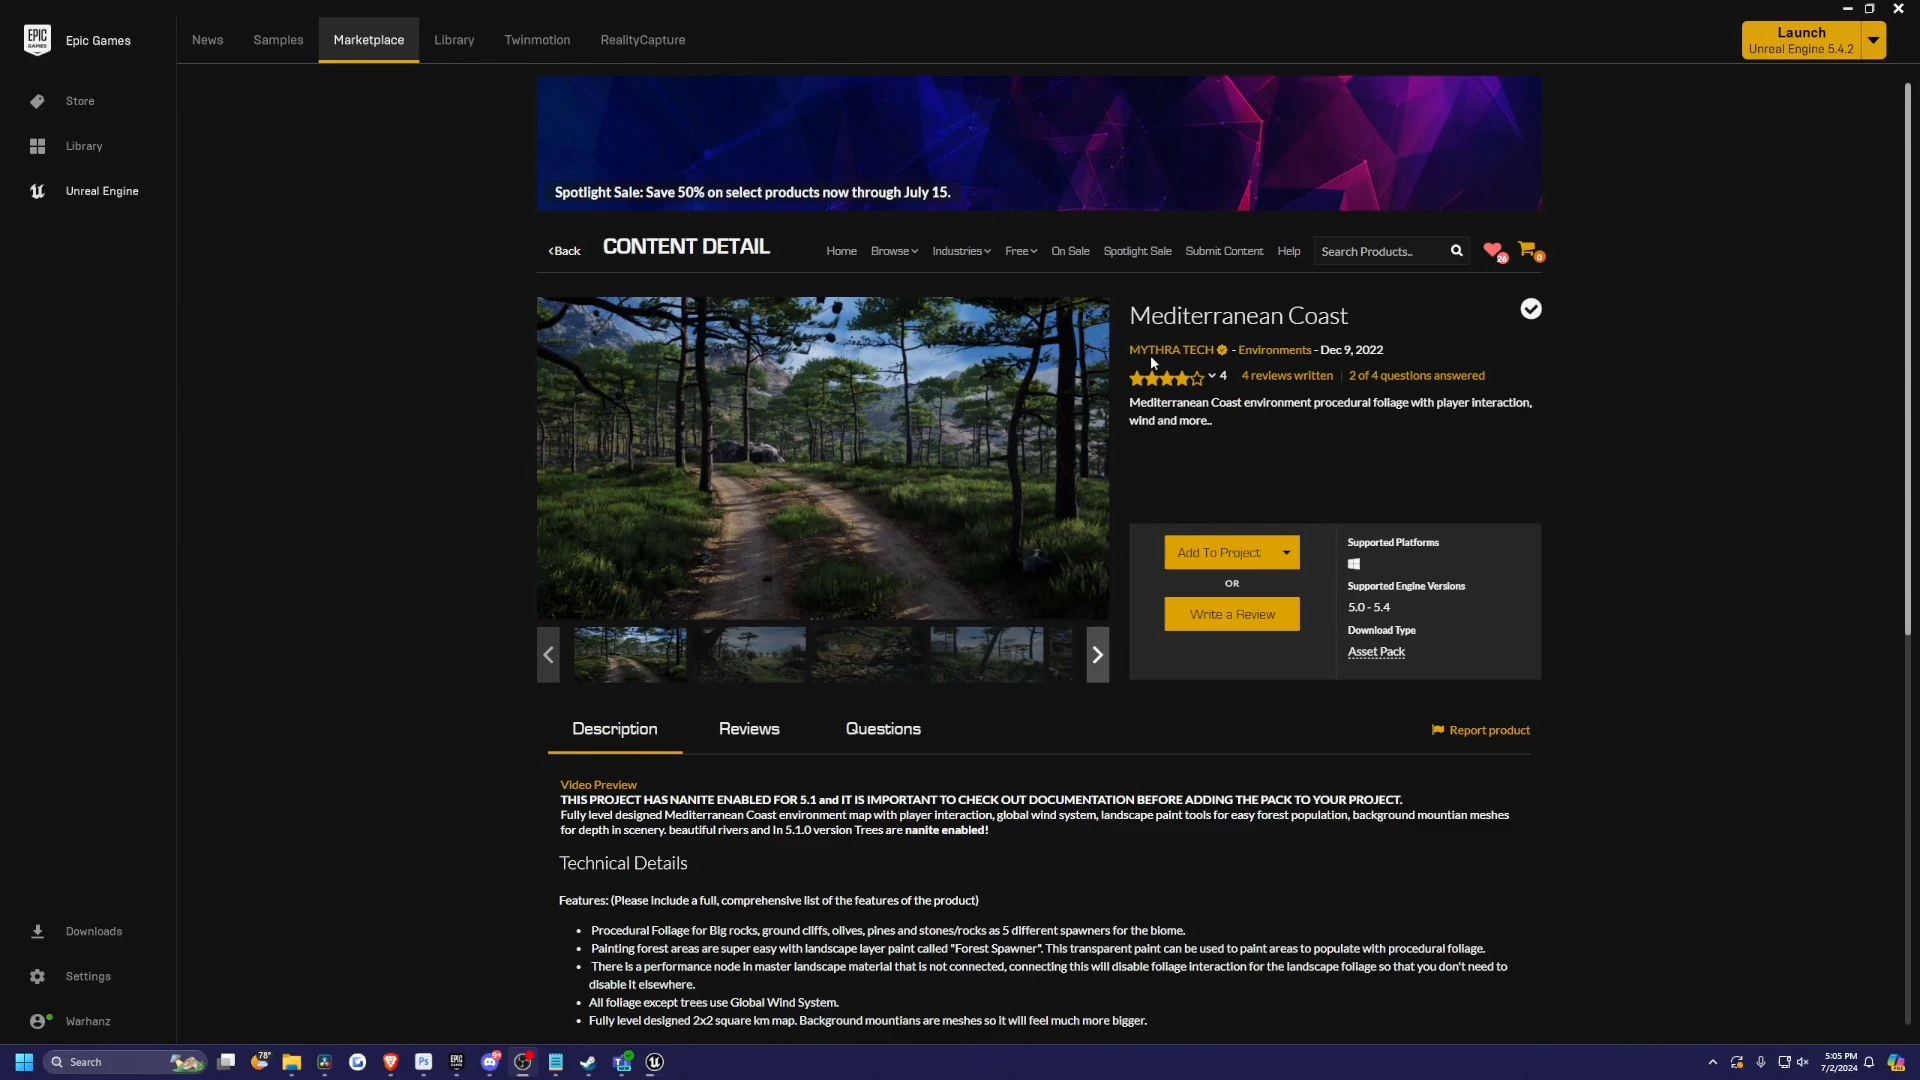 EPIC GAMES
Epic Games
News
Samples
Marketplace
Library
Twinmotion
RealityCapture
Launch
Unreal Engine 5.4.2
Store
Library
Unreal Engine
Spotlight Sale: Save 50% on select products now through July 15.
Back
CONTENT DETAIL
Home
Browse
Industries
Free
On Sale
Spotlight Sale
Submit Content
Help
Search Products..
26
0
Mediterranean Coast
MYTHRA TECH - Environments - Dec 9, 2022
4
4 reviews written
2 of 4 questions answered
Mediterranean Coast environment procedural foliage with player interaction,
wind and more..
Add To Project
OR
Write a Review
Supported Platforms
Supported Engine Versions
5.0 - 5.4
Download Type
Asset Pack
Description
Reviews
Questions
Report product
Video Preview
THIS PROJECT HAS NANITE ENABLED FOR 5.1 and IT IS IMPORTANT TO CHECK OUT DOCUMENTATION BEFORE ADDING THE PACK TO YOUR PROJECT.
Fully level designed Mediterranean Coast environment map with player interaction, global wind system, landscape paint tools for easy forest population, background mountian meshes
for depth in scenery. beautiful rivers and In 5.1.0 version Trees are nanite enabled!
Technical Details
Features: (Please include a full, comprehensive list of the features of the product)
• Procedural Foliage for Big rocks, ground cliffs, olives, pines and stones/rocks as 5 different spawners for the biome.
• Painting forest areas are super easy with landscape layer paint called "Forest Spawner". This transparent paint can be used to paint areas to populate with procedural foliage.
• There is a performance node in master landscape material that is not connected, connecting this will disable foliage interaction for the landscape foliage so that you don't need to
disable it elsewhere.
• All foliage except trees use Global Wind System.
• Fully level designed 2x2 square km map. Background mountians are meshes so it will feel much more bigger.
Downloads
Settings
Warhanz
Search
78°
Ps
EPIC GAMES
9+
5:05 PM
7/2/2024